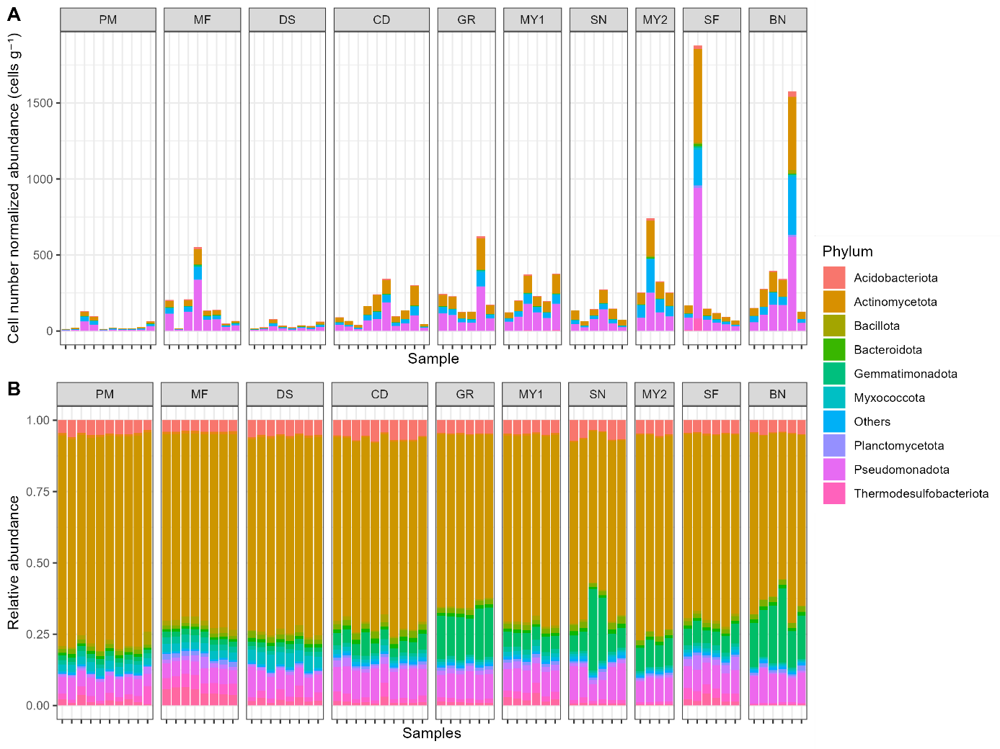 A
PM MF DS CD GR MY1 SN MY2 SF BN
Cell number normalized abundance (cells g⁻¹)
1500
1000
500
0
Sample
B
PM MF DS CD GR MY1 SN MY2 SF BN
Relative abundance
1.00
0.75
0.50
0.25
0.00
Samples
Phylum
Acidobacteriota
Actinomycetota
Bacillota
Bacteroidota
Gemmatimonadota
Myxococcota
Others
Planctomycetota
Pseudomonadota
Thermodesulfobacteriota